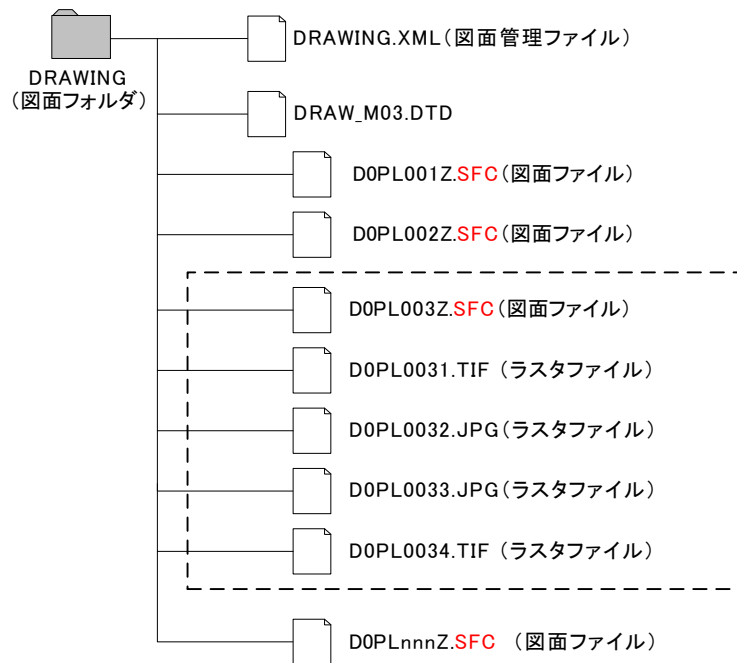 DRAWING
（図面フォルダ）
DRAWING.XML（図面管理ファイル）
DRAW_M03.DTD
D0PL001Z.SFC（図面ファイル）
D0PL002Z.SFC（図面ファイル）
D0PL003Z.SFC（図面ファイル）
D0PL0031.TIF （ラスタファイル）
D0PL0032.JPG（ラスタファイル）
D0PL0033.JPG（ラスタファイル）
D0PL0034.TIF （ラスタファイル）
D0PLnnnZ.SFC （図面ファイル）